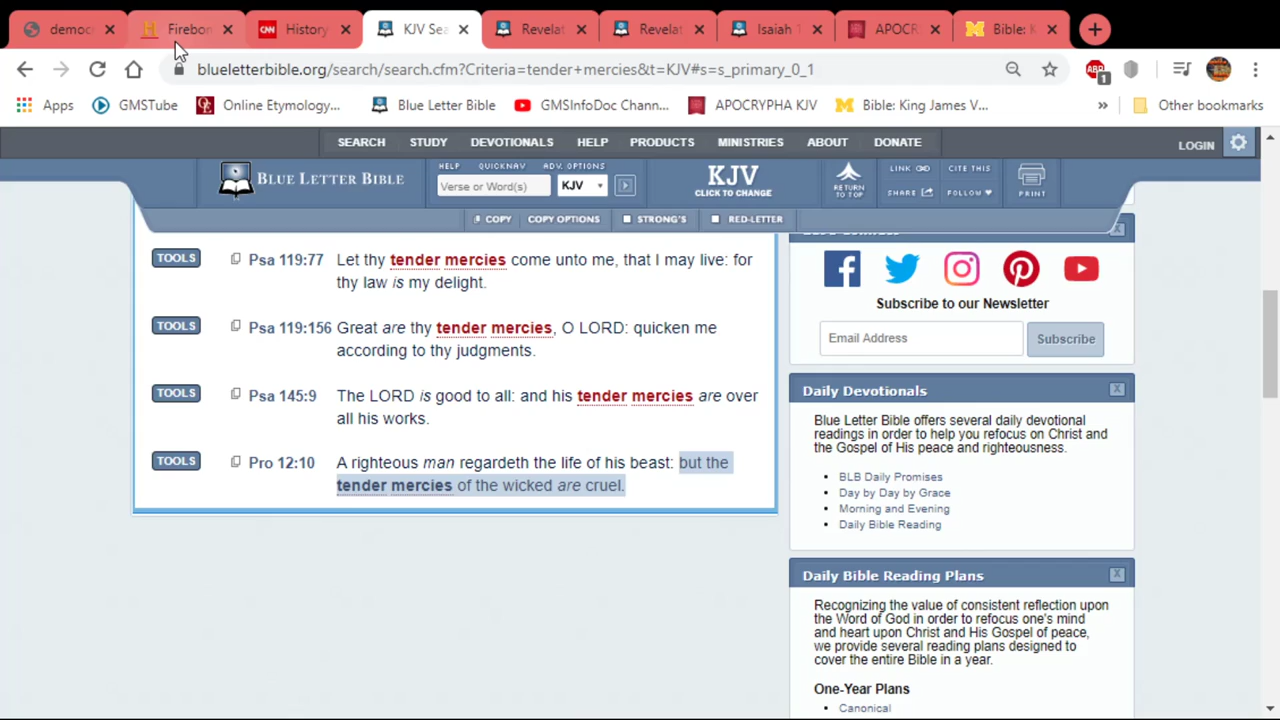 democ
Firebon
History
KJV Sea
Revelat
Revelat
Isaiah 1
APOCR
Bible: K
blueletterbible.org/search/search.cfm?Criteria=tender+mercies&t=KJV#s=s_primary_0_1
ABP
1
Apps
GMSTube
Online Etymology...
Blue Letter Bible
GMSInfoDoc Chann...
APOCRYPHA KJV
Bible: King James V...
»
Other bookmarks
SEARCH STUDY DEVOTIONALS HELP PRODUCTS MINISTRIES ABOUT DONATE
LOGIN
BLUE LETTER BIBLE
HELP QUICKNAV ADV. OPTIONS
Verse or Word(s)
KJV
KJV
CLICK TO CHANGE
RETURN
TO TOP
LINK
CITE THIS
SHARE
FOLLOW
PRINT
COPY COPY OPTIONS STRONG'S RED-LETTER
TOOLS Psa 119:77 Let thy tender mercies come unto me, that I may live: for
thy law is my delight.
TOOLS Psa 119:156 Great are thy tender mercies, O LORD: quicken me
according to thy judgments.
TOOLS Psa 145:9 The LORD is good to all: and his tender mercies are over
all his works.
TOOLS Pro 12:10 A righteous man regardeth the life of his beast: but the
tender mercies of the wicked are cruel.
Subscribe to our Newsletter
Email Address
Subscribe
Daily Devotionals
Blue Letter Bible offers several daily devotional
readings in order to help you refocus on Christ and
the Gospel of His peace and righteousness.
BLB Daily Promises
Day by Day by Grace
Morning and Evening
Daily Bible Reading
Daily Bible Reading Plans
Recognizing the value of consistent reflection upon
the Word of God in order to refocus one's mind
and heart upon Christ and His Gospel of peace,
we provide several reading plans designed to
cover the entire Bible in a year.
One-Year Plans
Canonical